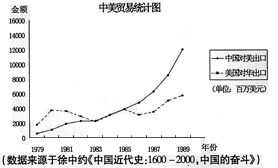 中美贸易统计图
金额
14000
12000
10000
8000
6000
4000
2000
0
1979 1981 1983 1985 1987 1989
年份
中国对美出口
美国对华出口
(单位：百万美元)
(数据来源于徐中约《中国近代史:1600－2000,中国的奋斗》)